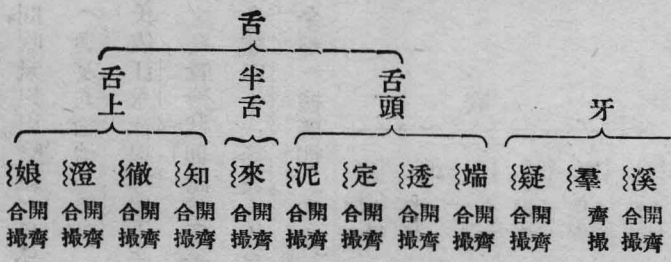 牙
溪
開齊
合撮
羣
齊撮
疑
開齊
合撮
舌
舌頭
端
開齊
合撮
透
開齊
合撮
定
開齊
合撮
泥
開齊
合撮
半舌
來
開齊
合撮
舌上
知
開齊
合撮
徹
開齊
合撮
澄
開齊
合撮
娘
開齊
合撮